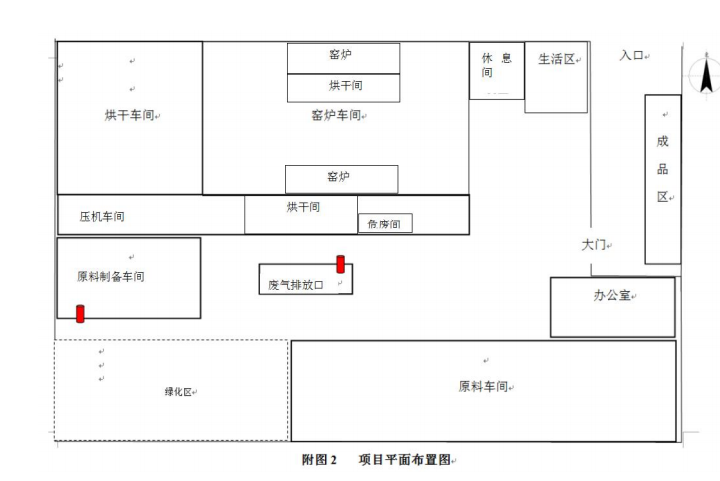 窑炉
烘干间
烘干车间
窑炉车间
窑炉
休息
间
生活区
入口
成
品
区
压机车间
烘干间
危废间
大门
原料制备车间
废气排放口
办公室
绿化区
原料车间
附图2 项目平面布置图